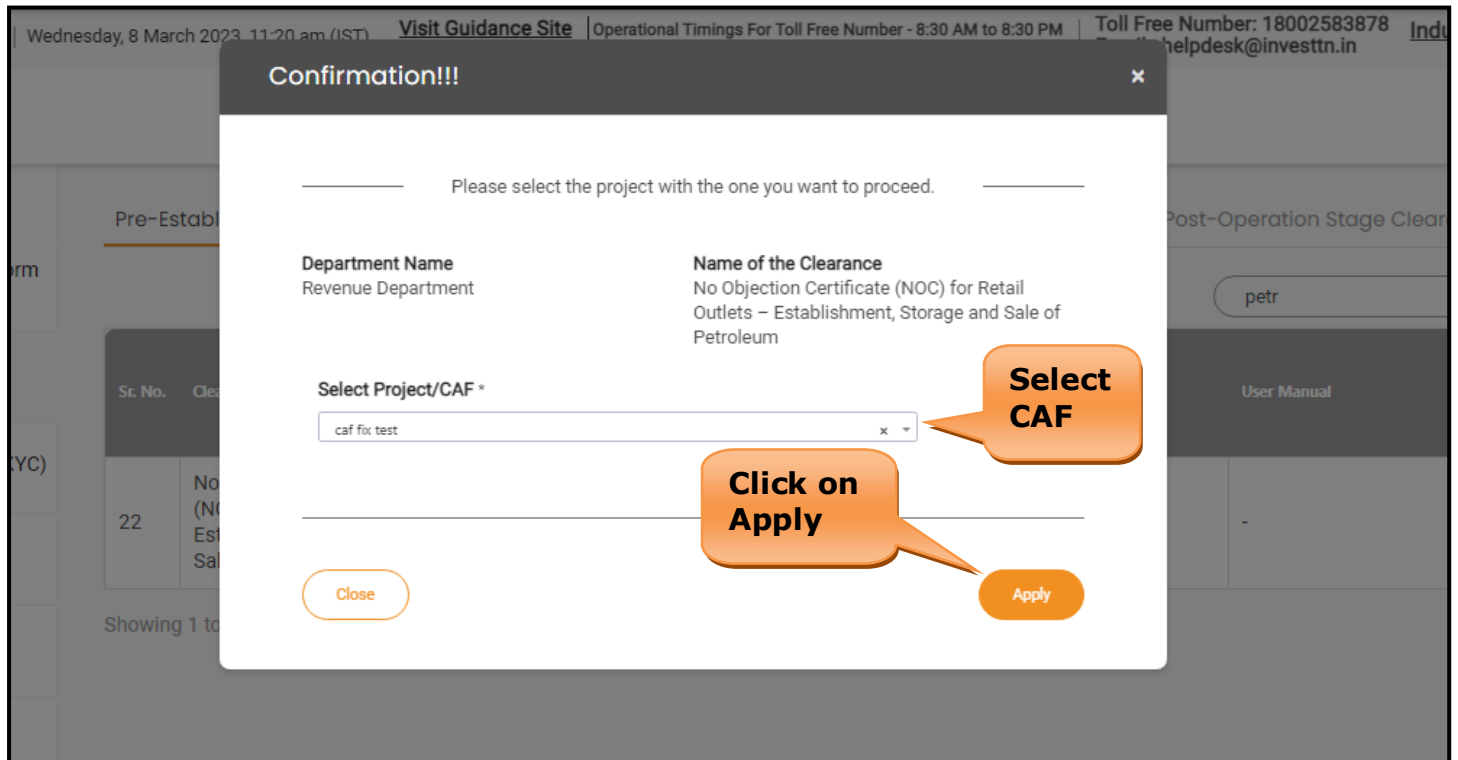 Wednesday, 8 March 2023, 11:20 am (IST) Visit Guidance Site Operational Timings For Toll Free Number - 8:30 AM to 8:30 PM Toll Free Number: 18002583878
helpdesk@investtn.in
Confirmation!!! ×
Please select the project with the one you want to proceed.
Post-Operation Stage
Department Name
Revenue Department
Name of the Clearance
No Objection Certificate (NOC) for Retail
Outlets – Establishment, Storage and Sale of
Petroleum
petr
Sr. No.
User Manual
Select Project/CAF *
caf fix test × 
Select
CAF
Click on
Apply
22
-
Close
Apply
Showing 1 to